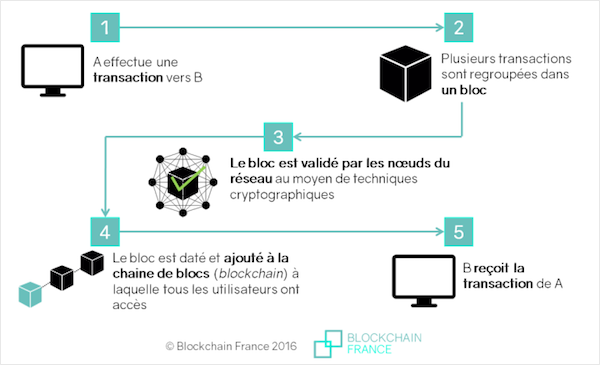 1
A effectue une
transaction vers B
2
Plusieurs transactions
sont regroupées dans
un bloc
3
Le bloc est validé par les nœuds du
réseau au moyen de techniques
cryptographiques
4
Le bloc est daté et ajouté à la
chaine de blocs (blockchain) à
laquelle tous les utilisateurs ont
accès
5
B reçoit la
transaction de A
© Blockchain France 2016
BLOCKCHAIN
FRANCE